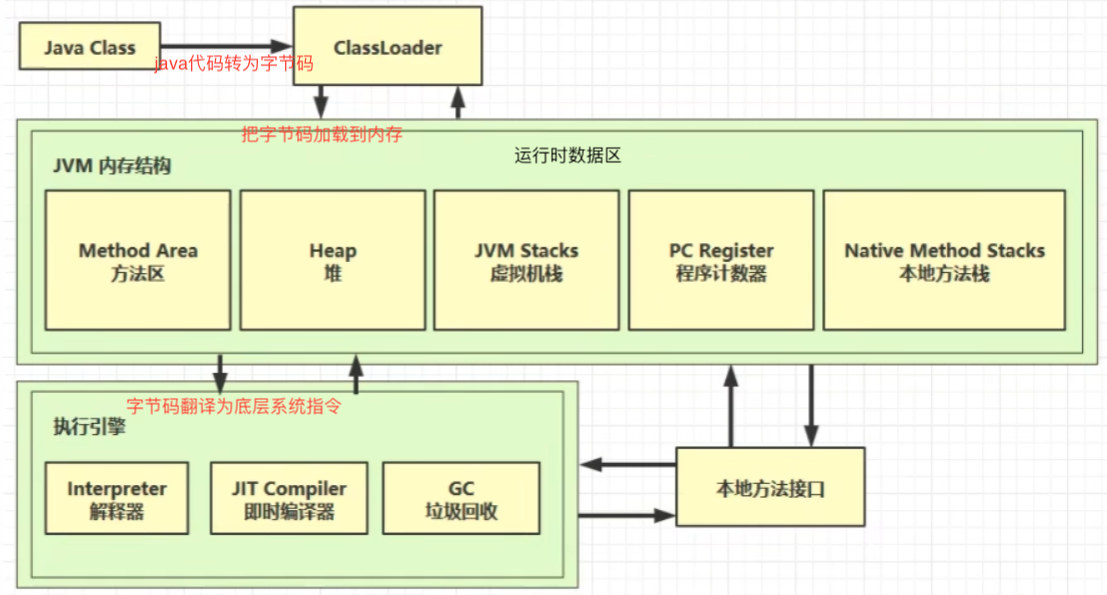 Java Class
ClassLoader
java代码转为字节码
把字节码加载到内存
运行时数据区
JVM 内存结构
Method Area
方法区
Heap
堆
JVM Stacks
虚拟机栈
PC Register
程序计数器
Native Method Stacks
本地方法栈
字节码翻译为底层系统指令
执行引擎
Interpreter
解释器
JIT Compiler
即时编译器
GC
垃圾回收
本地方法接口